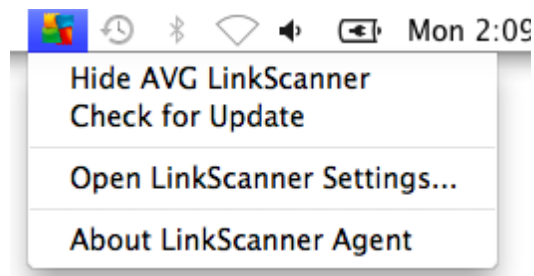 Mon 2:09
Hide AVG LinkScanner
Check for Update
Open LinkScanner Settings...
About LinkScanner Agent